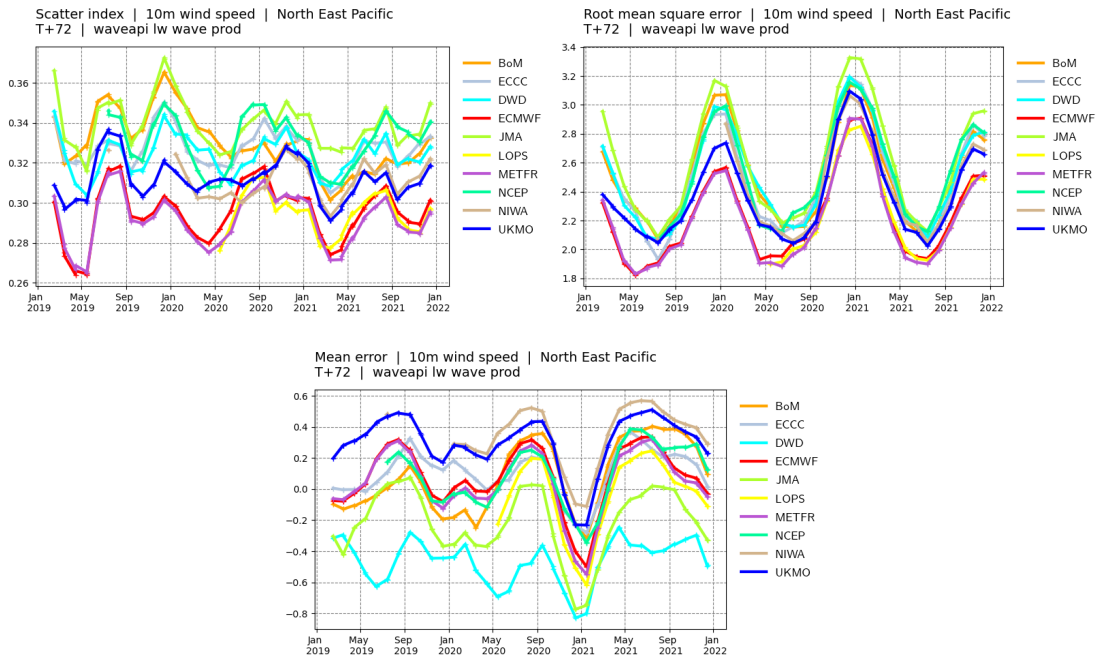 Scatter index | 10m wind speed | North East Pacific
T+72 | waveapi lw wave prod
0.36
0.34
0.32
0.30
0.28
0.26
Jan 2019
May
Sep
Jan 2020
May
Sep 2020
Jan 2021
May 2021
Sep 2021
Jan 2022
BoM
ECCC
DWD
ECMWF
JMA
LOPS
METFR
NCEP
NIWA
UKMO
Root mean square error | 10m wind speed | North East Pacific
T+72 | waveapi lw wave prod
3.4
3.2
3.0
2.8
2.6
2.4
2.2
2.0
1.8
Jan 2019
May 2019
Sep 2019
Jan 2020
May 2020
Sep 2020
Jan 2021
May 2021
Sep 2021
Jan 2022
BoM
ECCC
DWD
ECMWF
JMA
LOPS
METFR
NCEP
NIWA
UKMO
Mean error | 10m wind speed | North East Pacific
T+72 | waveapi lw wave prod
0.6
0.4
0.2
0.0
−0.2
−0.4
−0.6
−0.8
Jan 2019
May 2019
Sep 2019
Jan 2020
May 2020
Sep 2020
Jan 2021
May 2021
Sep 2021
Jan 2022
BoM
ECCC
DWD
ECMWF
JMA
LOPS
METFR
NCEP
NIWA
UKMO